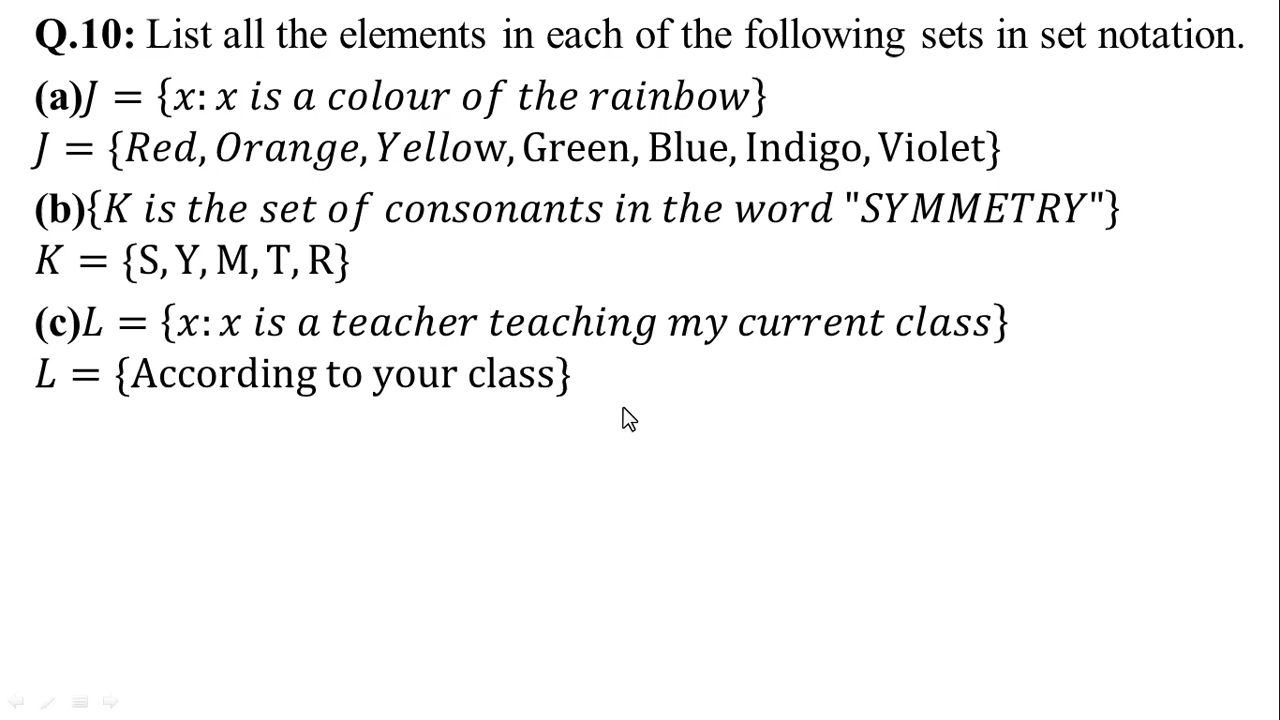 Q.10: List all the elements in each of the following sets in set notation.
(a)J = {x: x is a colour of the rainbow}
J = {Red, Orange, Yellow, Green, Blue, Indigo, Violet}
(b){K is the set of consonants in the word "SYMMETRY"}
K = {S, Y, M, T, R}
(c)L = {x: x is a teacher teaching my current class}
L = {According to your class}